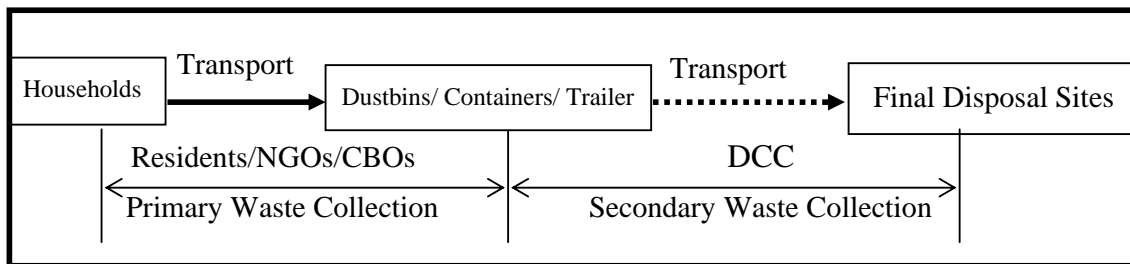 Transport
Transport
Households
Dustbins/ Containers/ Trailer
Final Disposal Sites
Residents/NGOs/CBOs
DCC
Primary Waste Collection
Secondary Waste Collection